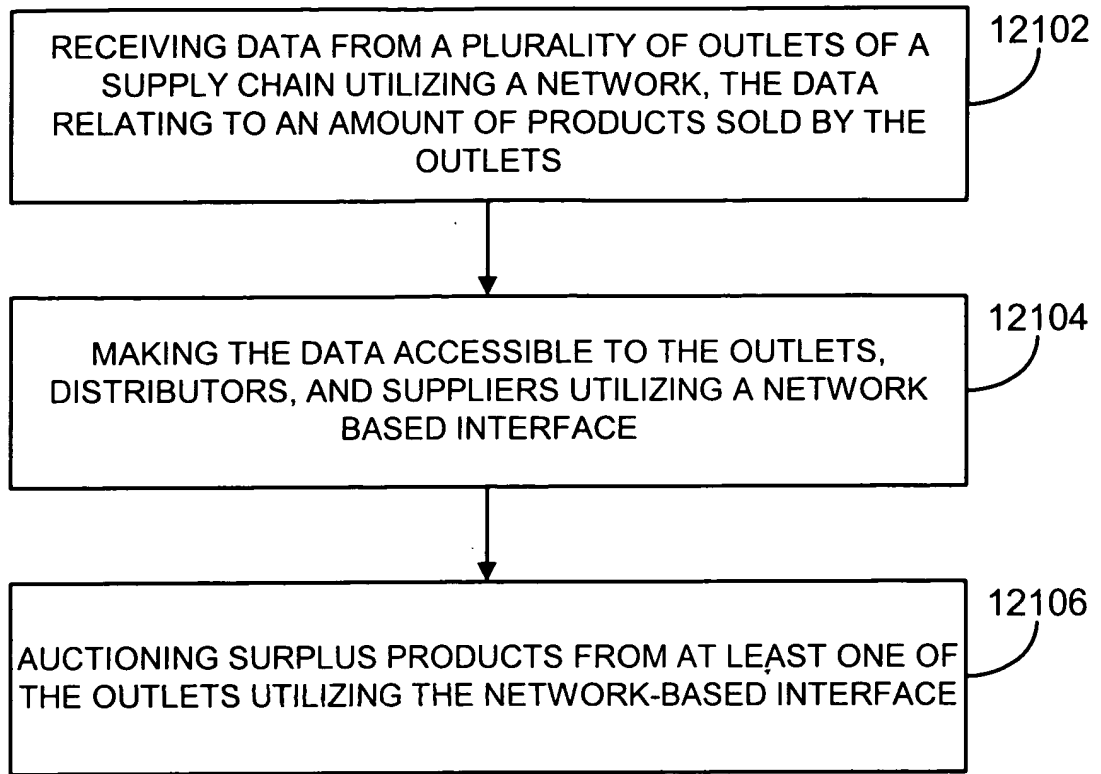 RECEIVING DATA FROM A PLURALITY OF OUTLETS OF A
SUPPLY CHAIN UTILIZING A NETWORK, THE DATA
RELATING TO AN AMOUNT OF PRODUCTS SOLD BY THE
OUTLETS
12102
MAKING THE DATA ACCESSIBLE TO THE OUTLETS,
DISTRIBUTORS, AND SUPPLIERS UTILIZING A NETWORK
BASED INTERFACE
12104
AUCTIONING SURPLUS PRODUCTS FROM AT LEAST ONE OF
THE OUTLETS UTILIZING THE NETWORK-BASED INTERFACE
12106